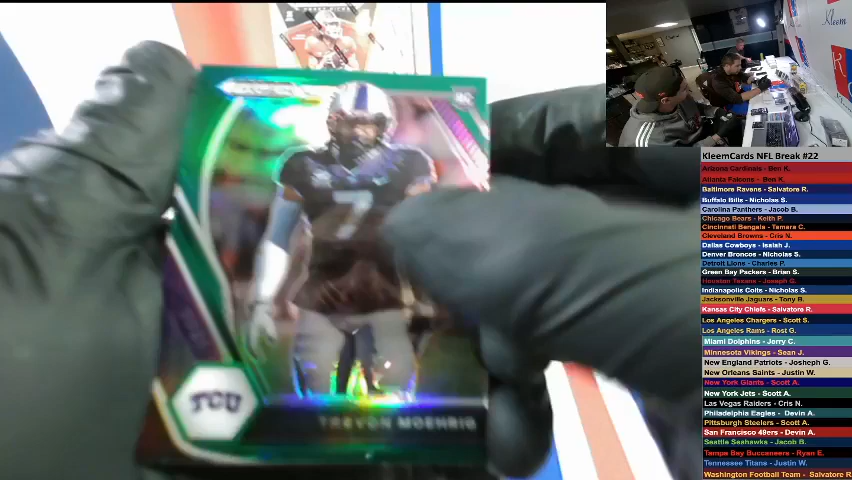 7
RC
TCU
TREVON MOEHRIG
Kleem
KleemCards NFL Break #22
Arizona Cardinals - Ben K.
Atlanta Falcons - Ben K.
Baltimore Ravens - Salvatore R.
Buffalo Bills - Nicholas S.
Carolina Panthers - Jacob B.
Chicago Bears - Keith P.
Cincinnati Bengals - Tamara C.
Cleveland Browns - Cris N.
Dallas Cowboys - Isaiah J.
Denver Broncos - Nicholas S.
Detroit Lions - Charles P.
Green Bay Packers - Brian S.
Houston Texans - Joseph G.
Indianapolis Colts - Nicholas S.
Jacksonville Jaguars - Tony B.
Kansas City Chiefs - Salvatore R.
Los Angeles Chargers - Scott S.
Los Angeles Rams - Rost G.
Miami Dolphins - Jerry C.
Minnesota Vikings - Sean J.
New England Patriots - Josheph G.
New Orleans Saints - Justin W.
New York Giants - Scott A.
New York Jets - Scott A.
Las Vegas Raiders - Cris N.
Philadelphia Eagles - Devin A.
Pittsburgh Steelers - Scott A.
San Francisco 49ers - Devin A.
Seattle Seahawks - Jacob B.
Tampa Bay Buccaneers - Ryan E.
Tennessee Titans - Justin W.
Washington Football Team - Salvatore R